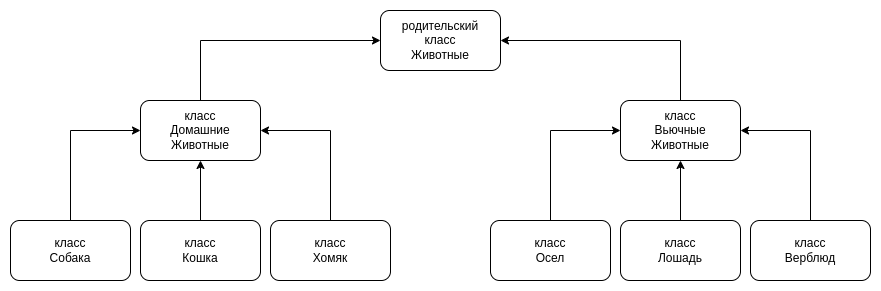 родительский
класс
Животные
класс
Домашние
Животные
класс
Вьючные
Животные
класс
Собака
класс
Кошка
класс
Хомяк
класс
Осел
класс
Лошадь
класс
Верблюд